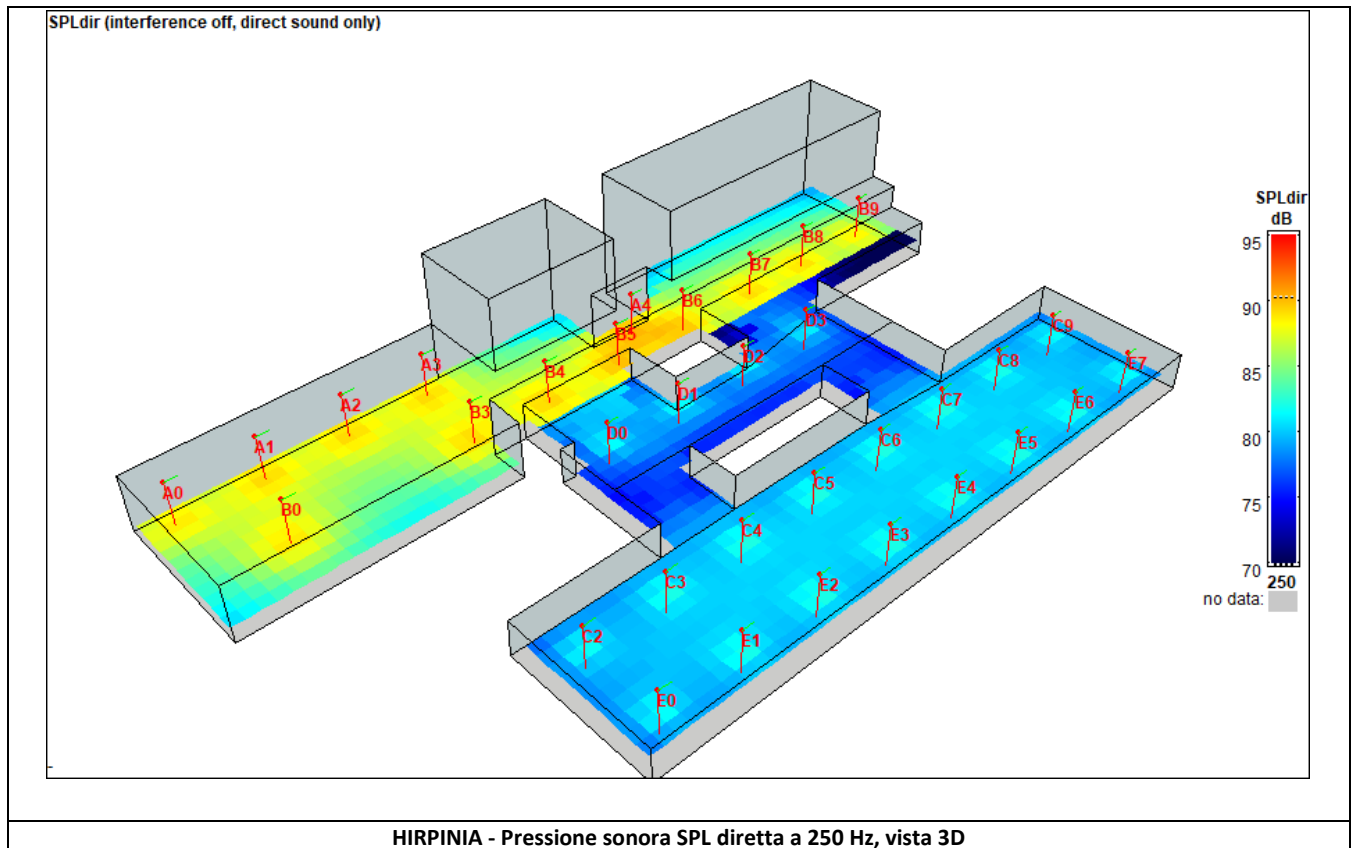 SPLdir (interference off, direct sound only)
B9
B8
B7
A4
B6
D3
B5
C9
D2
A3
B4
E7
C8
D1
A2
B3
C7
E6
D0
A1
C6
E5
C5
A0
E4
B0
C4
E3
C3
E2
C2
E1
E0
SPLdir
dB
95
90
85
80
75
70
250
no data:
HIRPINIA - Pressione sonora SPL diretta a 250 Hz, vista 3D